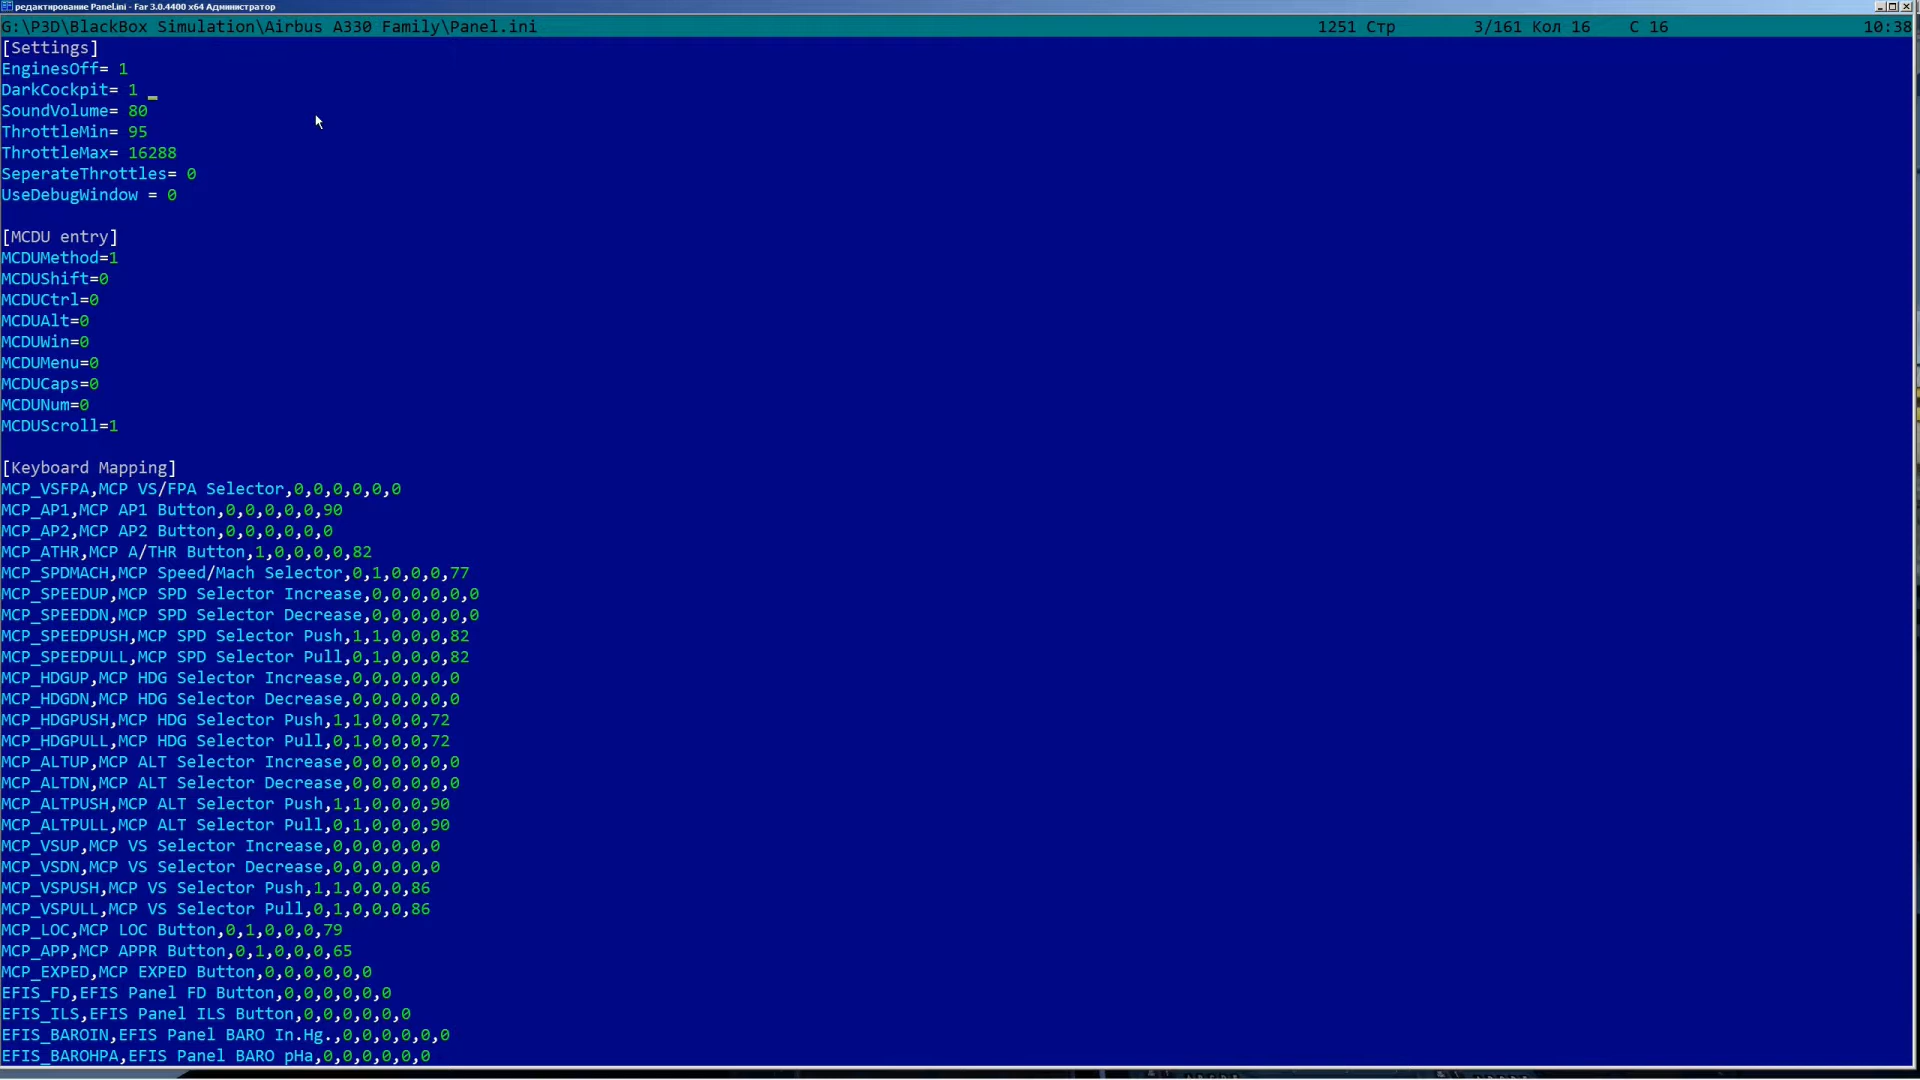 редактирование Panel.ini - Far 3.0.4400 x64 Администратор
G:\P3D\BlackBox Simulation\Airbus A330 Family\Panel.ini 1251 Стр 3/161 Кол 16 С 16 10:38
[Settings]
EnginesOff= 1
DarkCockpit= 1
SoundVolume= 80
ThrottleMin= 95
ThrottleMax= 16288
SeperateThrottles= 0
UseDebugWindow = 0
[MCDU entry]
MCDUMethod=1
MCDUShift=0
MCDUCtrl=0
MCDUAlt=0
MCDUWin=0
MCDUMenu=0
MCDUCaps=0
MCDUNum=0
MCDUScroll=1
[Keyboard Mapping]
MCP_VSFPA,MCP VS/FPA Selector,0,0,0,0,0,0
MCP_AP1,MCP AP1 Button,0,0,0,0,0,90
MCP_AP2,MCP AP2 Button,0,0,0,0,0,0
MCP_ATHR,MCP A/THR Button,1,0,0,0,0,82
MCP_SPDMACH,MCP Speed/Mach Selector,0,1,0,0,0,77
MCP_SPEEDUP,MCP SPD Selector Increase,0,0,0,0,0,0
MCP_SPEEDDN,MCP SPD Selector Decrease,0,0,0,0,0,0
MCP_SPEEDPUSH,MCP SPD Selector Push,1,1,0,0,0,82
MCP_SPEEDPULL,MCP SPD Selector Pull,0,1,0,0,0,82
MCP_HDGUP,MCP HDG Selector Increase,0,0,0,0,0,0
MCP_HDGDN,MCP HDG Selector Decrease,0,0,0,0,0,0
MCP_HDGPUSH,MCP HDG Selector Push,1,1,0,0,0,72
MCP_HDGPULL,MCP HDG Selector Pull,0,1,0,0,0,72
MCP_ALTUP,MCP ALT Selector Increase,0,0,0,0,0,0
MCP_ALTDN,MCP ALT Selector Decrease,0,0,0,0,0,0
MCP_ALTPUSH,MCP ALT Selector Push,1,1,0,0,0,90
MCP_ALTPULL,MCP ALT Selector Pull,0,1,0,0,0,90
MCP_VSUP,MCP VS Selector Increase,0,0,0,0,0,0
MCP_VSDN,MCP VS Selector Decrease,0,0,0,0,0,0
MCP_VSPUSH,MCP VS Selector Push,1,1,0,0,0,86
MCP_VSPULL,MCP VS Selector Pull,0,1,0,0,0,86
MCP_LOC,MCP LOC Button,0,1,0,0,0,79
MCP_APP,MCP APPR Button,0,1,0,0,0,65
MCP_EXPED,MCP EXPED Button,0,0,0,0,0,0
EFIS_FD,EFIS Panel FD Button,0,0,0,0,0,0
EFIS_ILS,EFIS Panel ILS Button,0,0,0,0,0,0
EFIS_BAROIN,EFIS Panel BARO In.Hg.,0,0,0,0,0,0
EFIS_BAROHPA,EFIS Panel BARO pHa,0,0,0,0,0,0